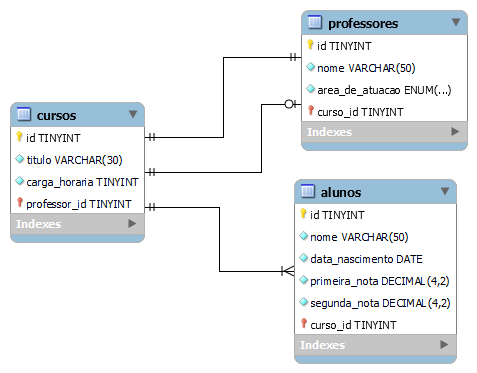 professores
id TINYINT
nome VARCHAR(50)
area_de_atuacao ENUM(...)
curso_id TINYINT
Indexes
cursos
id TINYINT
titulo VARCHAR(30)
carga_horaria TINYINT
professor_id TINYINT
Indexes
alunos
id TINYINT
nome VARCHAR(50)
data_nascimento DATE
primeira_nota DECIMAL(4,2)
segunda_nota DECIMAL(4,2)
curso_id TINYINT
Indexes